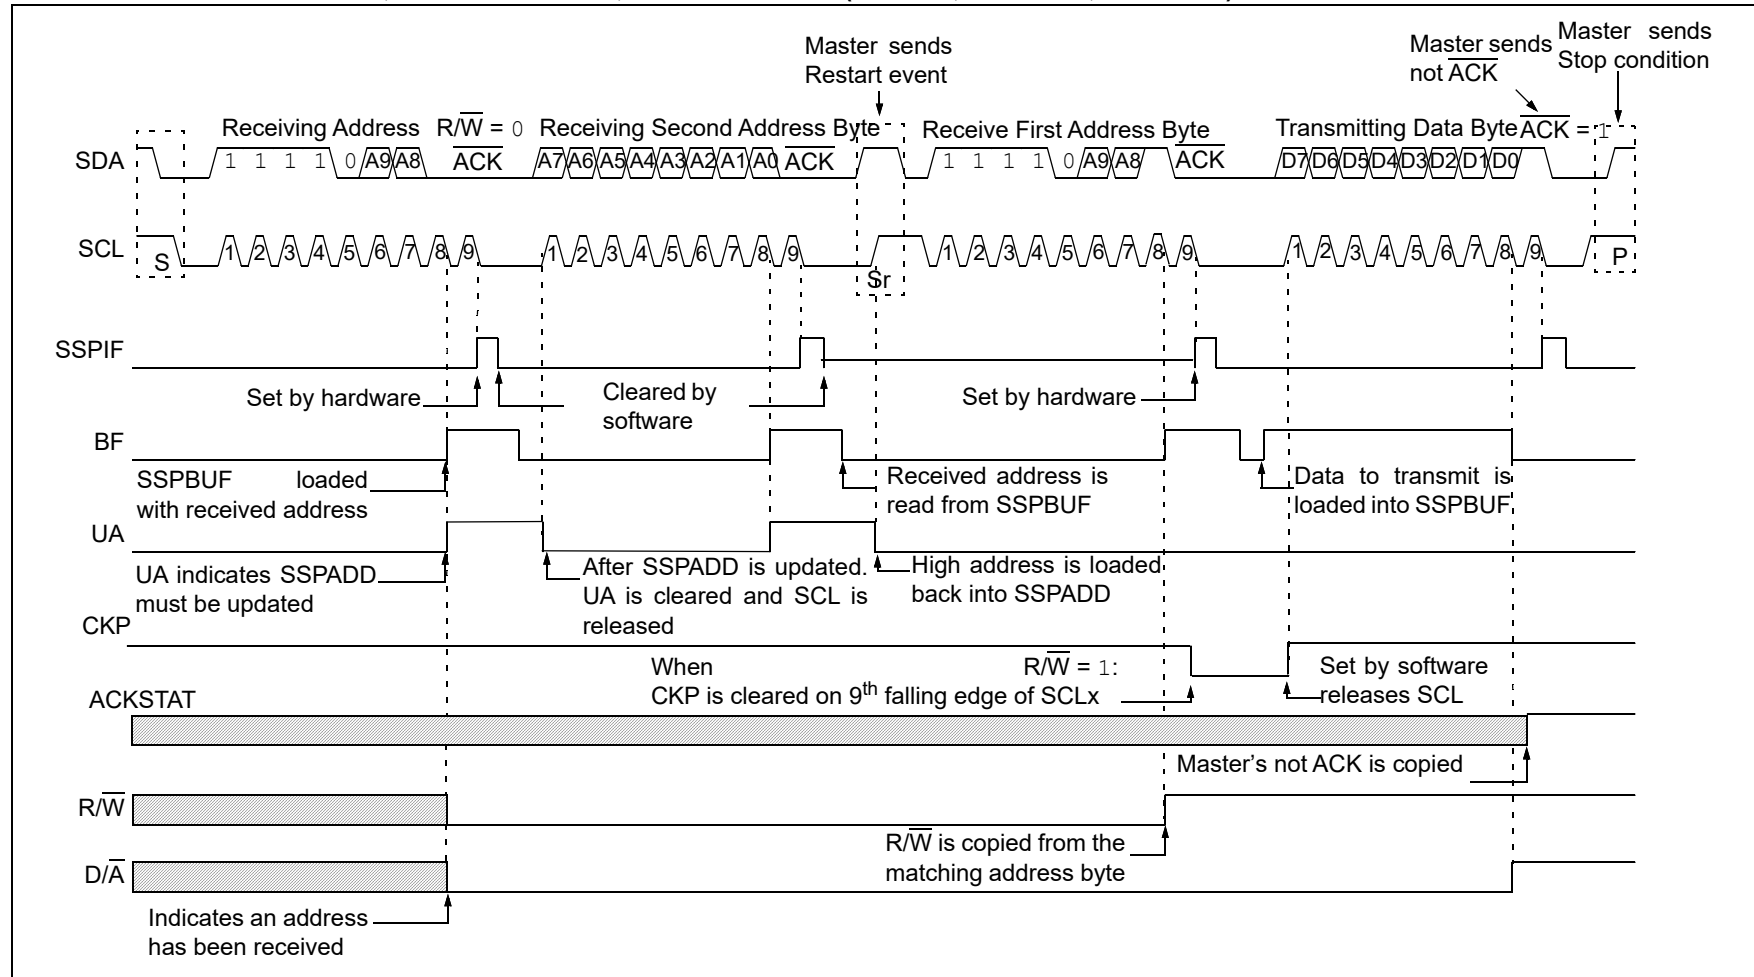 Master sends
Restart event
Master sends
not ACK
Master sends
Stop condition
Receiving Address R/W = 0 Receiving Second Address Byte
Receive First Address Byte
Transmitting Data Byte ACK = 1
SDA
1 1 1 1 0 A9 A8 ACK A7 A6 A5 A4 A3 A2 A1 A0 ACK 1 1 1 1 0 A9 A8 ACK D7 D6 D5 D4 D3 D2 D1 D0
SCL
S 1 2 3 4 5 6 7 8 9 1 2 3 4 5 6 7 8 9 Sr 1 2 3 4 5 6 7 8 9 1 2 3 4 5 6 7 8 9 P
SSPIF
Set by hardware
Cleared by
software
Set by hardware
BF
SSPBUF loaded
with received address
Received address is
read from SSPBUF
Data to transmit is
loaded into SSPBUF
UA
UA indicates SSPADD
must be updated
After SSPADD is updated.
UA is cleared and SCL is
released
High address is loaded
back into SSPADD
CKP
When R/W = 1:
CKP is cleared on 9th falling edge of SCLx
Set by software
releases SCL
ACKSTAT
Master’s not ACK is copied
R/W
R/W is copied from the
matching address byte
D/A
Indicates an address
has been received